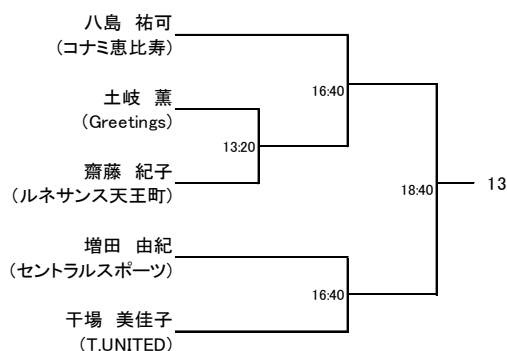 八島　祐可
(コナミ恵比寿)
16:40
土岐　薫
(Greetings)
13:20
齋藤　紀子
(ルネサンス天王町)
18:40
13
増田　由紀
(セントラルスポーツ)
16:40
干場　美佳子
(T.UNITED)